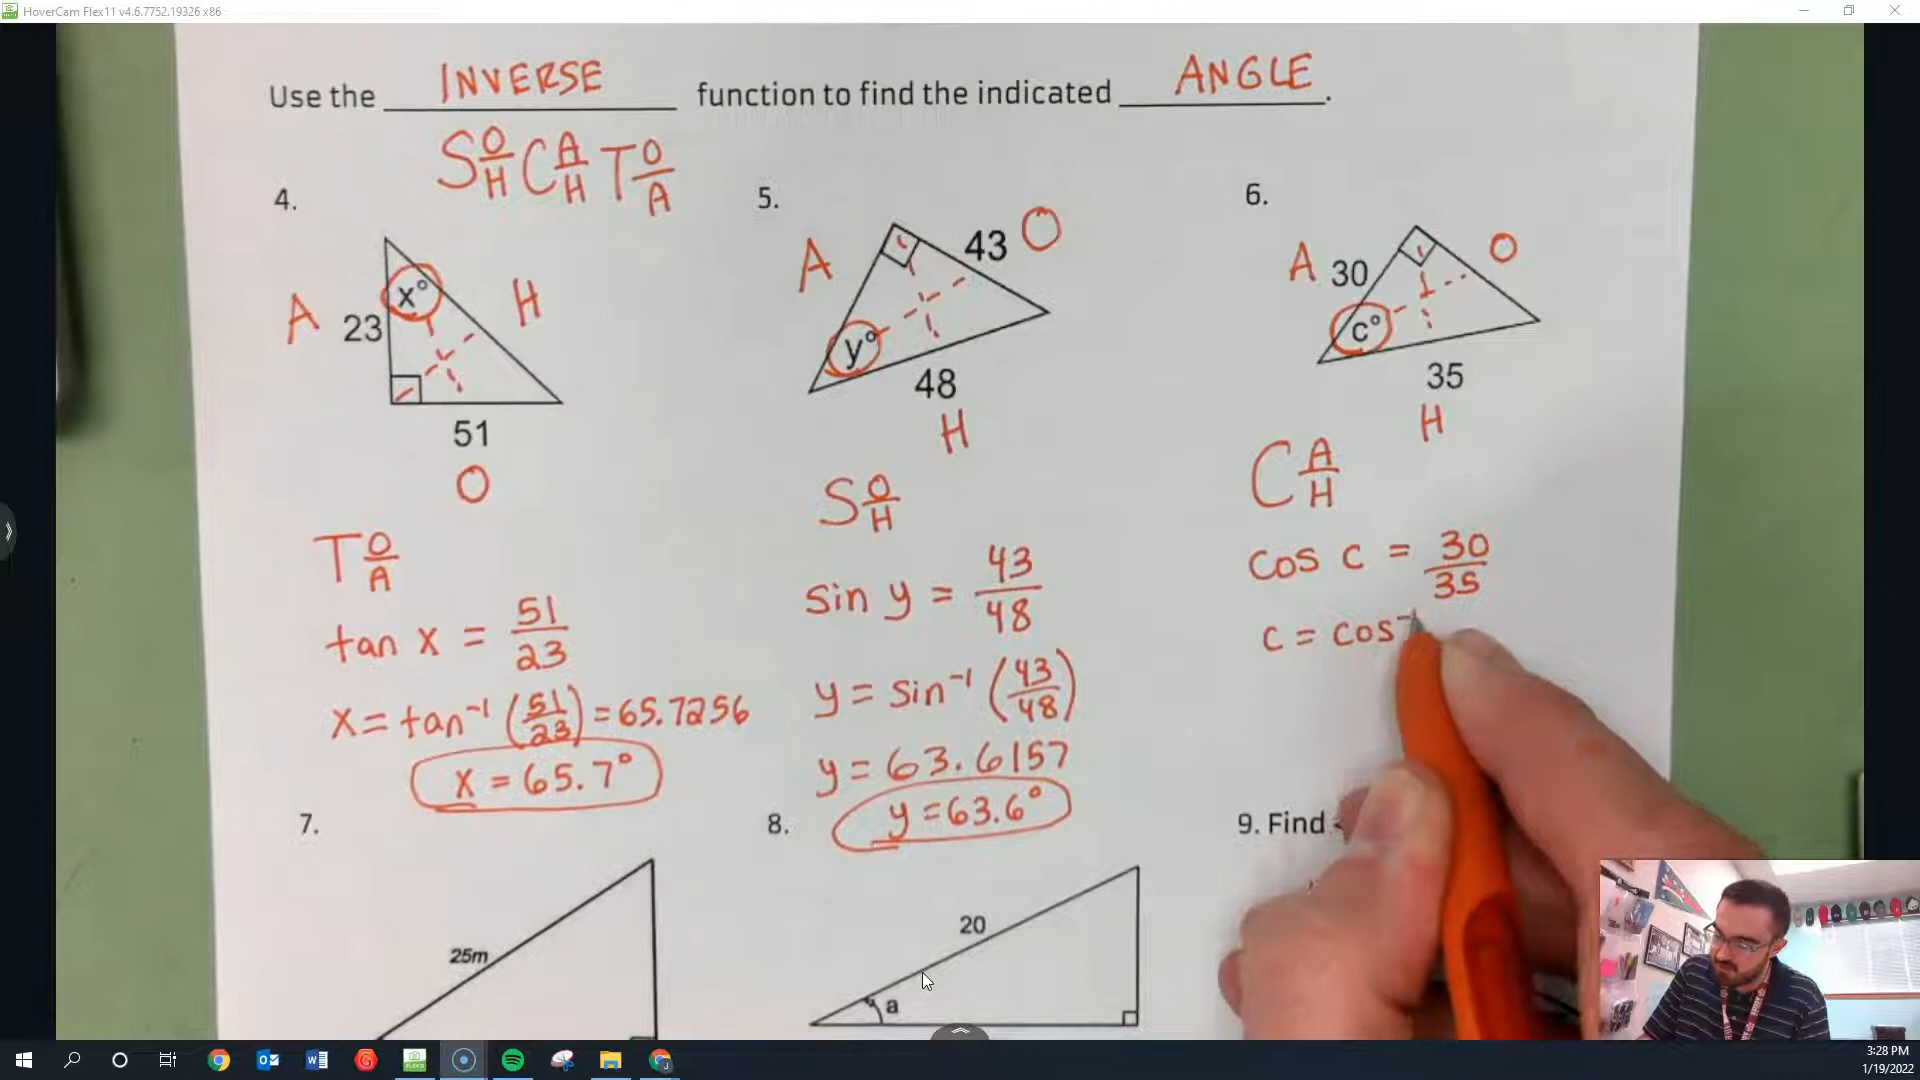 HoverCam Flex11 v4.6.7752.19326 x86
Use the INVERSE function to find the indicated ANGLE.
S O/H C A/H T O/A
4.
A
23
x°
H
51
O
T O/A
tan x = 51/23
x = tan⁻¹ (51/23) = 65.7256
x = 65.7°
5.
A
43 O
y°
48
H
S O/H
sin y = 43/48
y = sin⁻¹ (43/48)
y = 63.6157
y = 63.6°
6.
A 30
O
c°
35
H
C A/H
cos c = 30/35
c = cos⁻
7.
25m
8.
20
a
9. Find
3:28 PM
1/19/2022